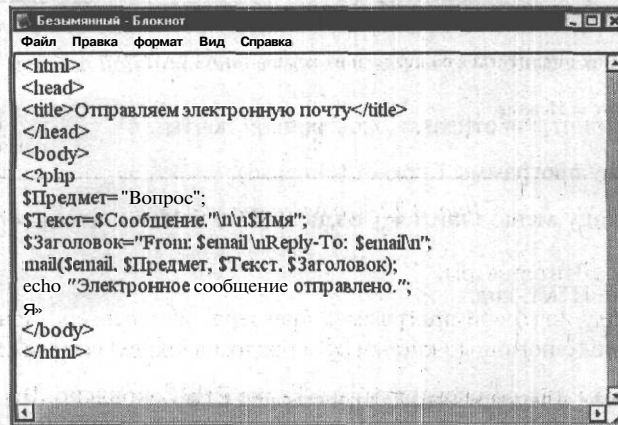 Безымянный - Блокнот
Файл Правка формат Вид Справка
<html>
<head>
<title>Отправляем электронную почту</title>
</head>
<body>
<?php
$Предмет= "Вопрос";
$Текст=$Сообщение."\n\n$Имя";
$Заголовок="From: $email\nReply-To: $email\n";
mail($email. $Предмет, $Текст. $Заголовок);
echo "Электронное сообщение отправлено.";
Я»
</body>
</html>